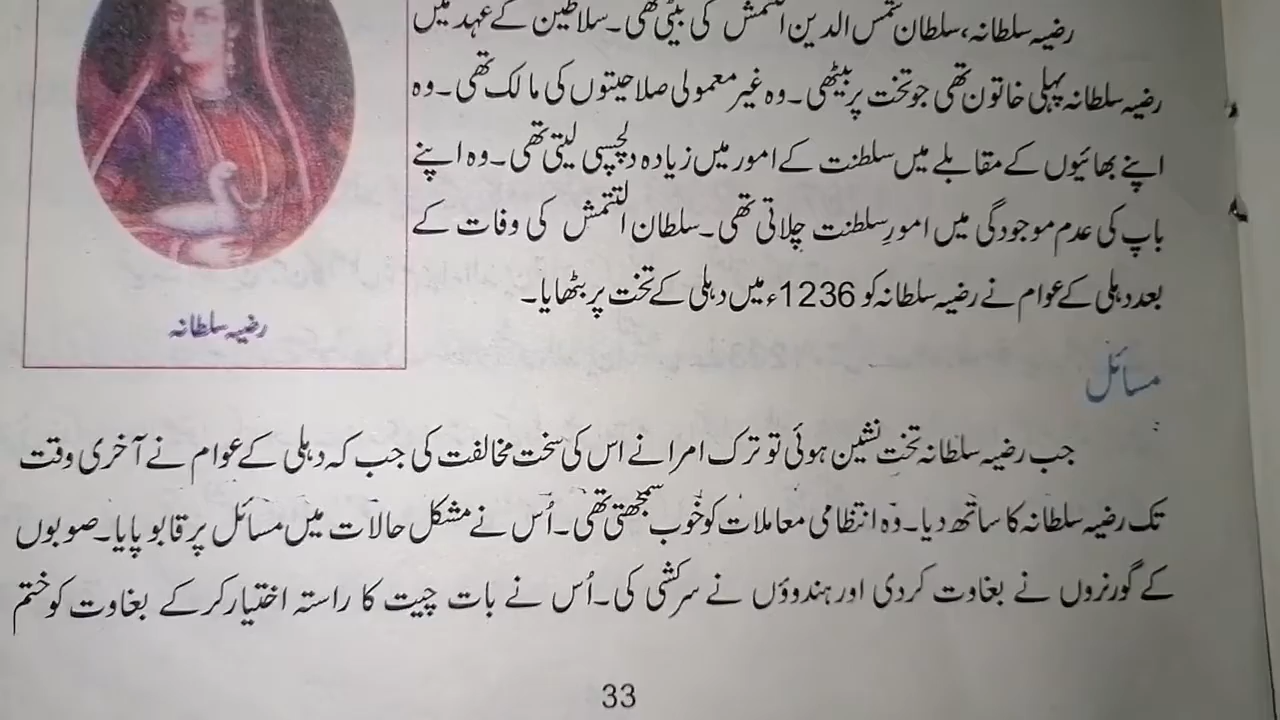 رضیہ سلطانہ، سلطان شمس الدین التتمش کی بیٹی تھی۔ سلاطین کے عہد میں
رضیہ سلطانہ پہلی خاتون تھی جو تخت پر بیٹھی۔ وہ غیر معمولی صلاحیتوں کی مالک تھی۔ وہ
اپنے بھائیوں کے مقابلے میں سلطنت کے امور میں زیادہ دلچسپی لیتی تھی۔ وہ اپنے
باپ کی عدم موجودگی میں امورِ سلطنت چلاتی تھی۔ سلطان التتمش کی وفات کے
بعد دہلی کے عوام نے رضیہ سلطانہ کو 1236ء میں دہلی کے تخت پر بٹھایا۔
رضیہ سلطانہ
مسائل
جب رضیہ سلطانہ تخت نشین ہوئی تو ترک امرا نے اس کی سخت مخالفت کی جب کہ دہلی کے عوام نے آخری وقت
تک رضیہ سلطانہ کا ساتھ دیا۔ وہ انتظامی معاملات کو خُوب سمجھتی تھی۔ اُس نے مشکل حالات میں مسائل پر قابو پایا۔ صوبوں
کے گورنروں نے بغاوت کردی اور ہندوؤں نے سرکشی کی۔ اُس نے بات چیت کا راستہ اختیار کرکے بغاوت کو ختم
33